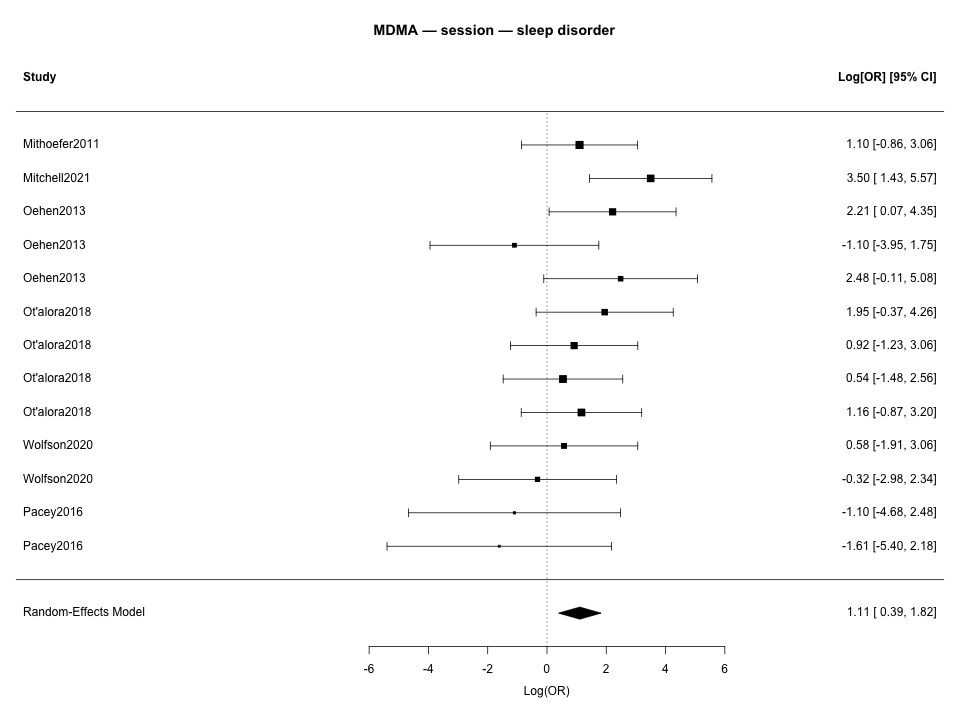 MDMA — session — sleep disorder
Study Log[OR] [95% CI]
Mithoefer2011 1.10 [-0.86, 3.06]
Mitchell2021 3.50 [ 1.43, 5.57]
Oehen2013 2.21 [ 0.07, 4.35]
Oehen2013 -1.10 [-3.95, 1.75]
Oehen2013 2.48 [-0.11, 5.08]
Ot'alora2018 1.95 [-0.37, 4.26]
Ot'alora2018 0.92 [-1.23, 3.06]
Ot'alora2018 0.54 [-1.48, 2.56]
Ot'alora2018 1.16 [-0.87, 3.20]
Wolfson2020 0.58 [-1.91, 3.06]
Wolfson2020 -0.32 [-2.98, 2.34]
Pacey2016 -1.10 [-4.68, 2.48]
Pacey2016 -1.61 [-5.40, 2.18]
Random-Effects Model 1.11 [ 0.39, 1.82]
-6 -4 -2 0 2 4 6
Log(OR)